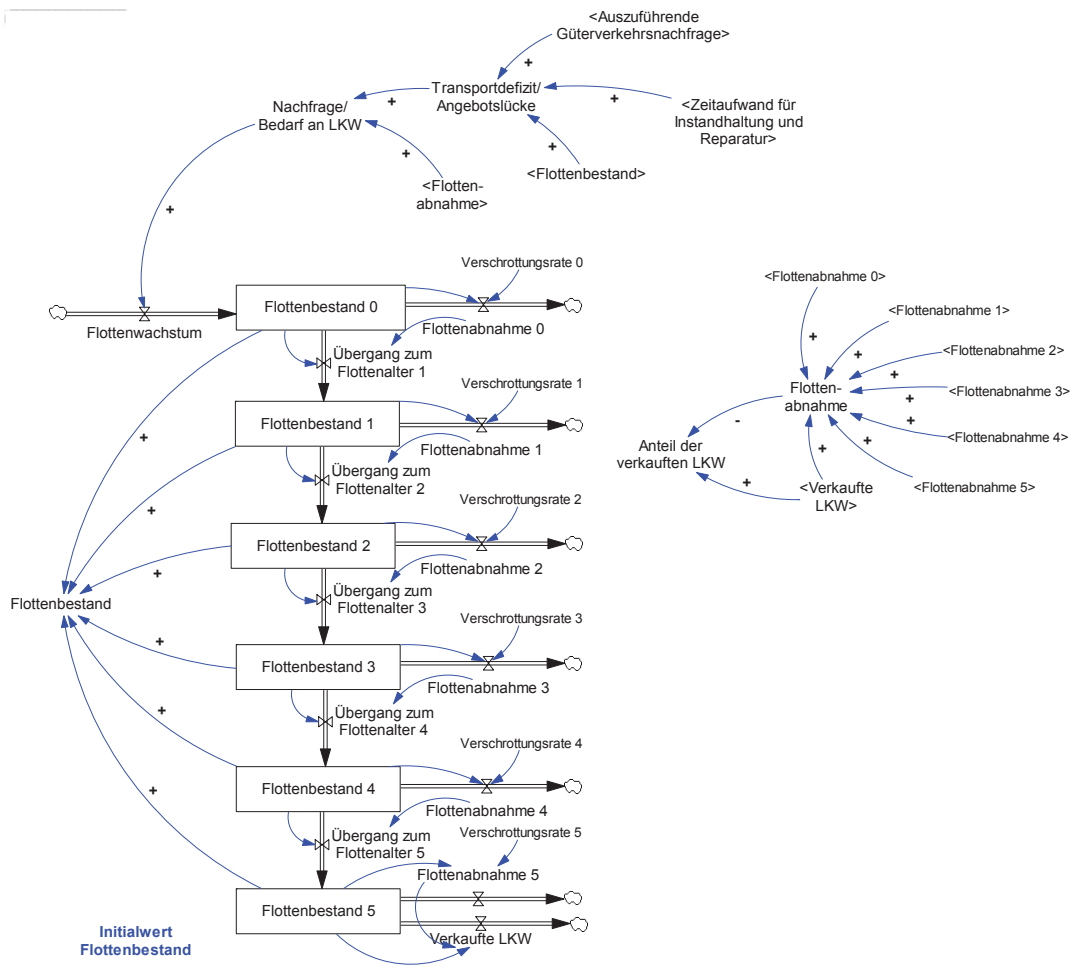 <Auszuführende
Güterverkehrsnachfrage>
+
Transportdefizit/
Angebotslücke
+
+
<Zeitaufwand für
Instandhaltung und
Reparatur>
Nachfrage/
Bedarf an LKW
+
+
<Flottenbestand>
<Flotten-
abnahme>
+
Verschrottungsrate 0
Flottenbestand 0
Flottenwachstum
Flottenabnahme 0
Übergang zum
Flottenalter 1
Verschrottungsrate 1
Flottenbestand 1
+
Flottenabnahme 1
Übergang zum
Flottenalter 2
Verschrottungsrate 2
+
Flottenbestand 2
Flottenabnahme 2
+
Übergang zum
Flottenalter 3
Flottenbestand
Verschrottungsrate 3
+
Flottenbestand 3
Flottenabnahme 3
+
Übergang zum
Flottenalter 4
Verschrottungsrate 4
Flottenbestand 4
+
Flottenabnahme 4
Übergang zum
Flottenalter 5
Verschrottungsrate 5
Flottenabnahme 5
Flottenbestand 5
Verkaufte LKW
Initialwert
Flottenbestand
<Flottenabnahme 0>
<Flottenabnahme 1>
+
+
<Flottenabnahme 2>
+
Flotten-
abnahme
<Flottenabnahme 3>
+
+
-
+
+
<Flottenabnahme 4>
Anteil der
verkauften LKW
+
<Verkaufte
LKW>
<Flottenabnahme 5>